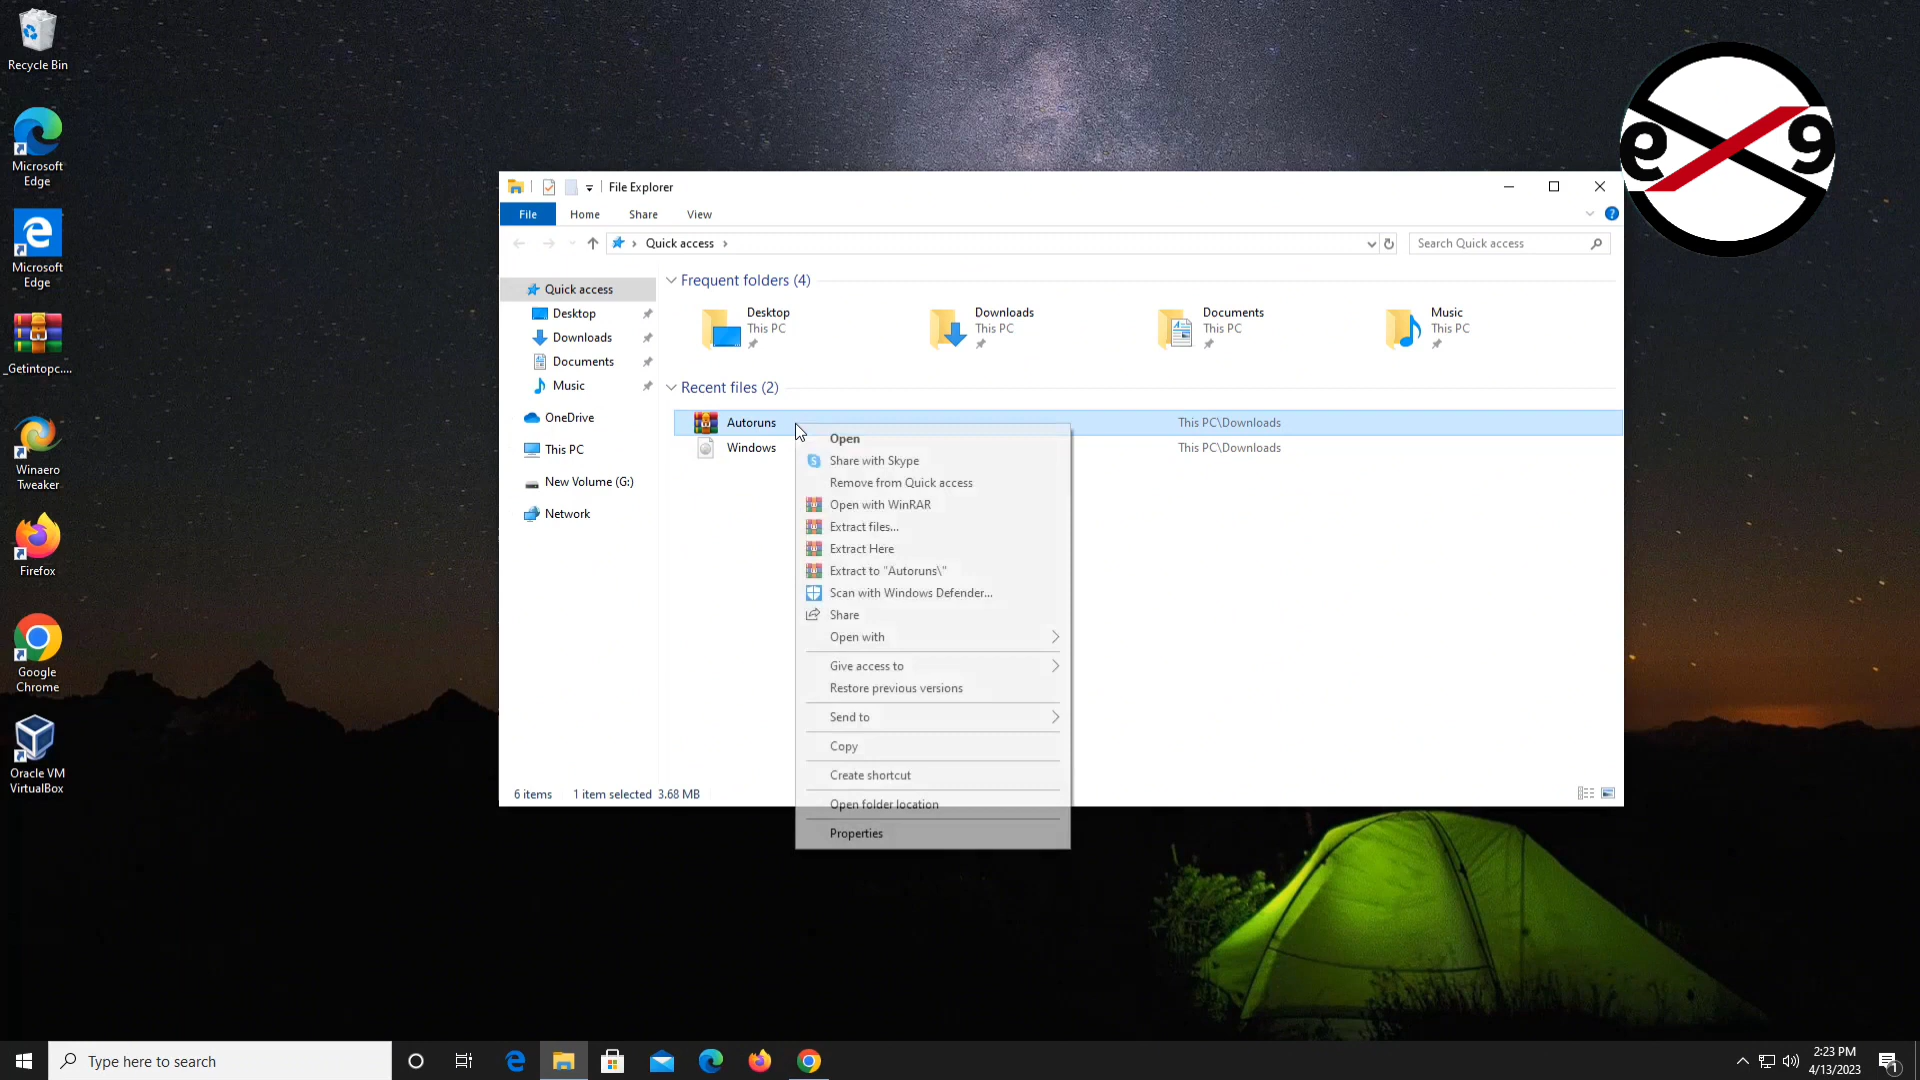 Recycle Bin
Microsoft
Edge
Microsoft
Edge
_Getintopc....
Winaero
Tweaker
Firefox
Google
Chrome
Oracle VM
VirtualBox
e 9
File Explorer
File Home Share View
Quick access
Search Quick access
Quick access
Desktop
Downloads
Documents
Music
OneDrive
This PC
New Volume (G:)
Network
Frequent folders (4)
Desktop
This PC
Downloads
This PC
Documents
This PC
Music
This PC
Recent files (2)
Autoruns This PC\Downloads
Windows This PC\Downloads
Open
Share with Skype
Remove from Quick access
Open with WinRAR
Extract files...
Extract Here
Extract to "Autoruns\"
Scan with Windows Defender...
Share
Open with
Give access to
Restore previous versions
Send to
Copy
Create shortcut
Open folder location
Properties
6 items 1 item selected 3.68 MB
Type here to search
2:23 PM
4/13/2023
1